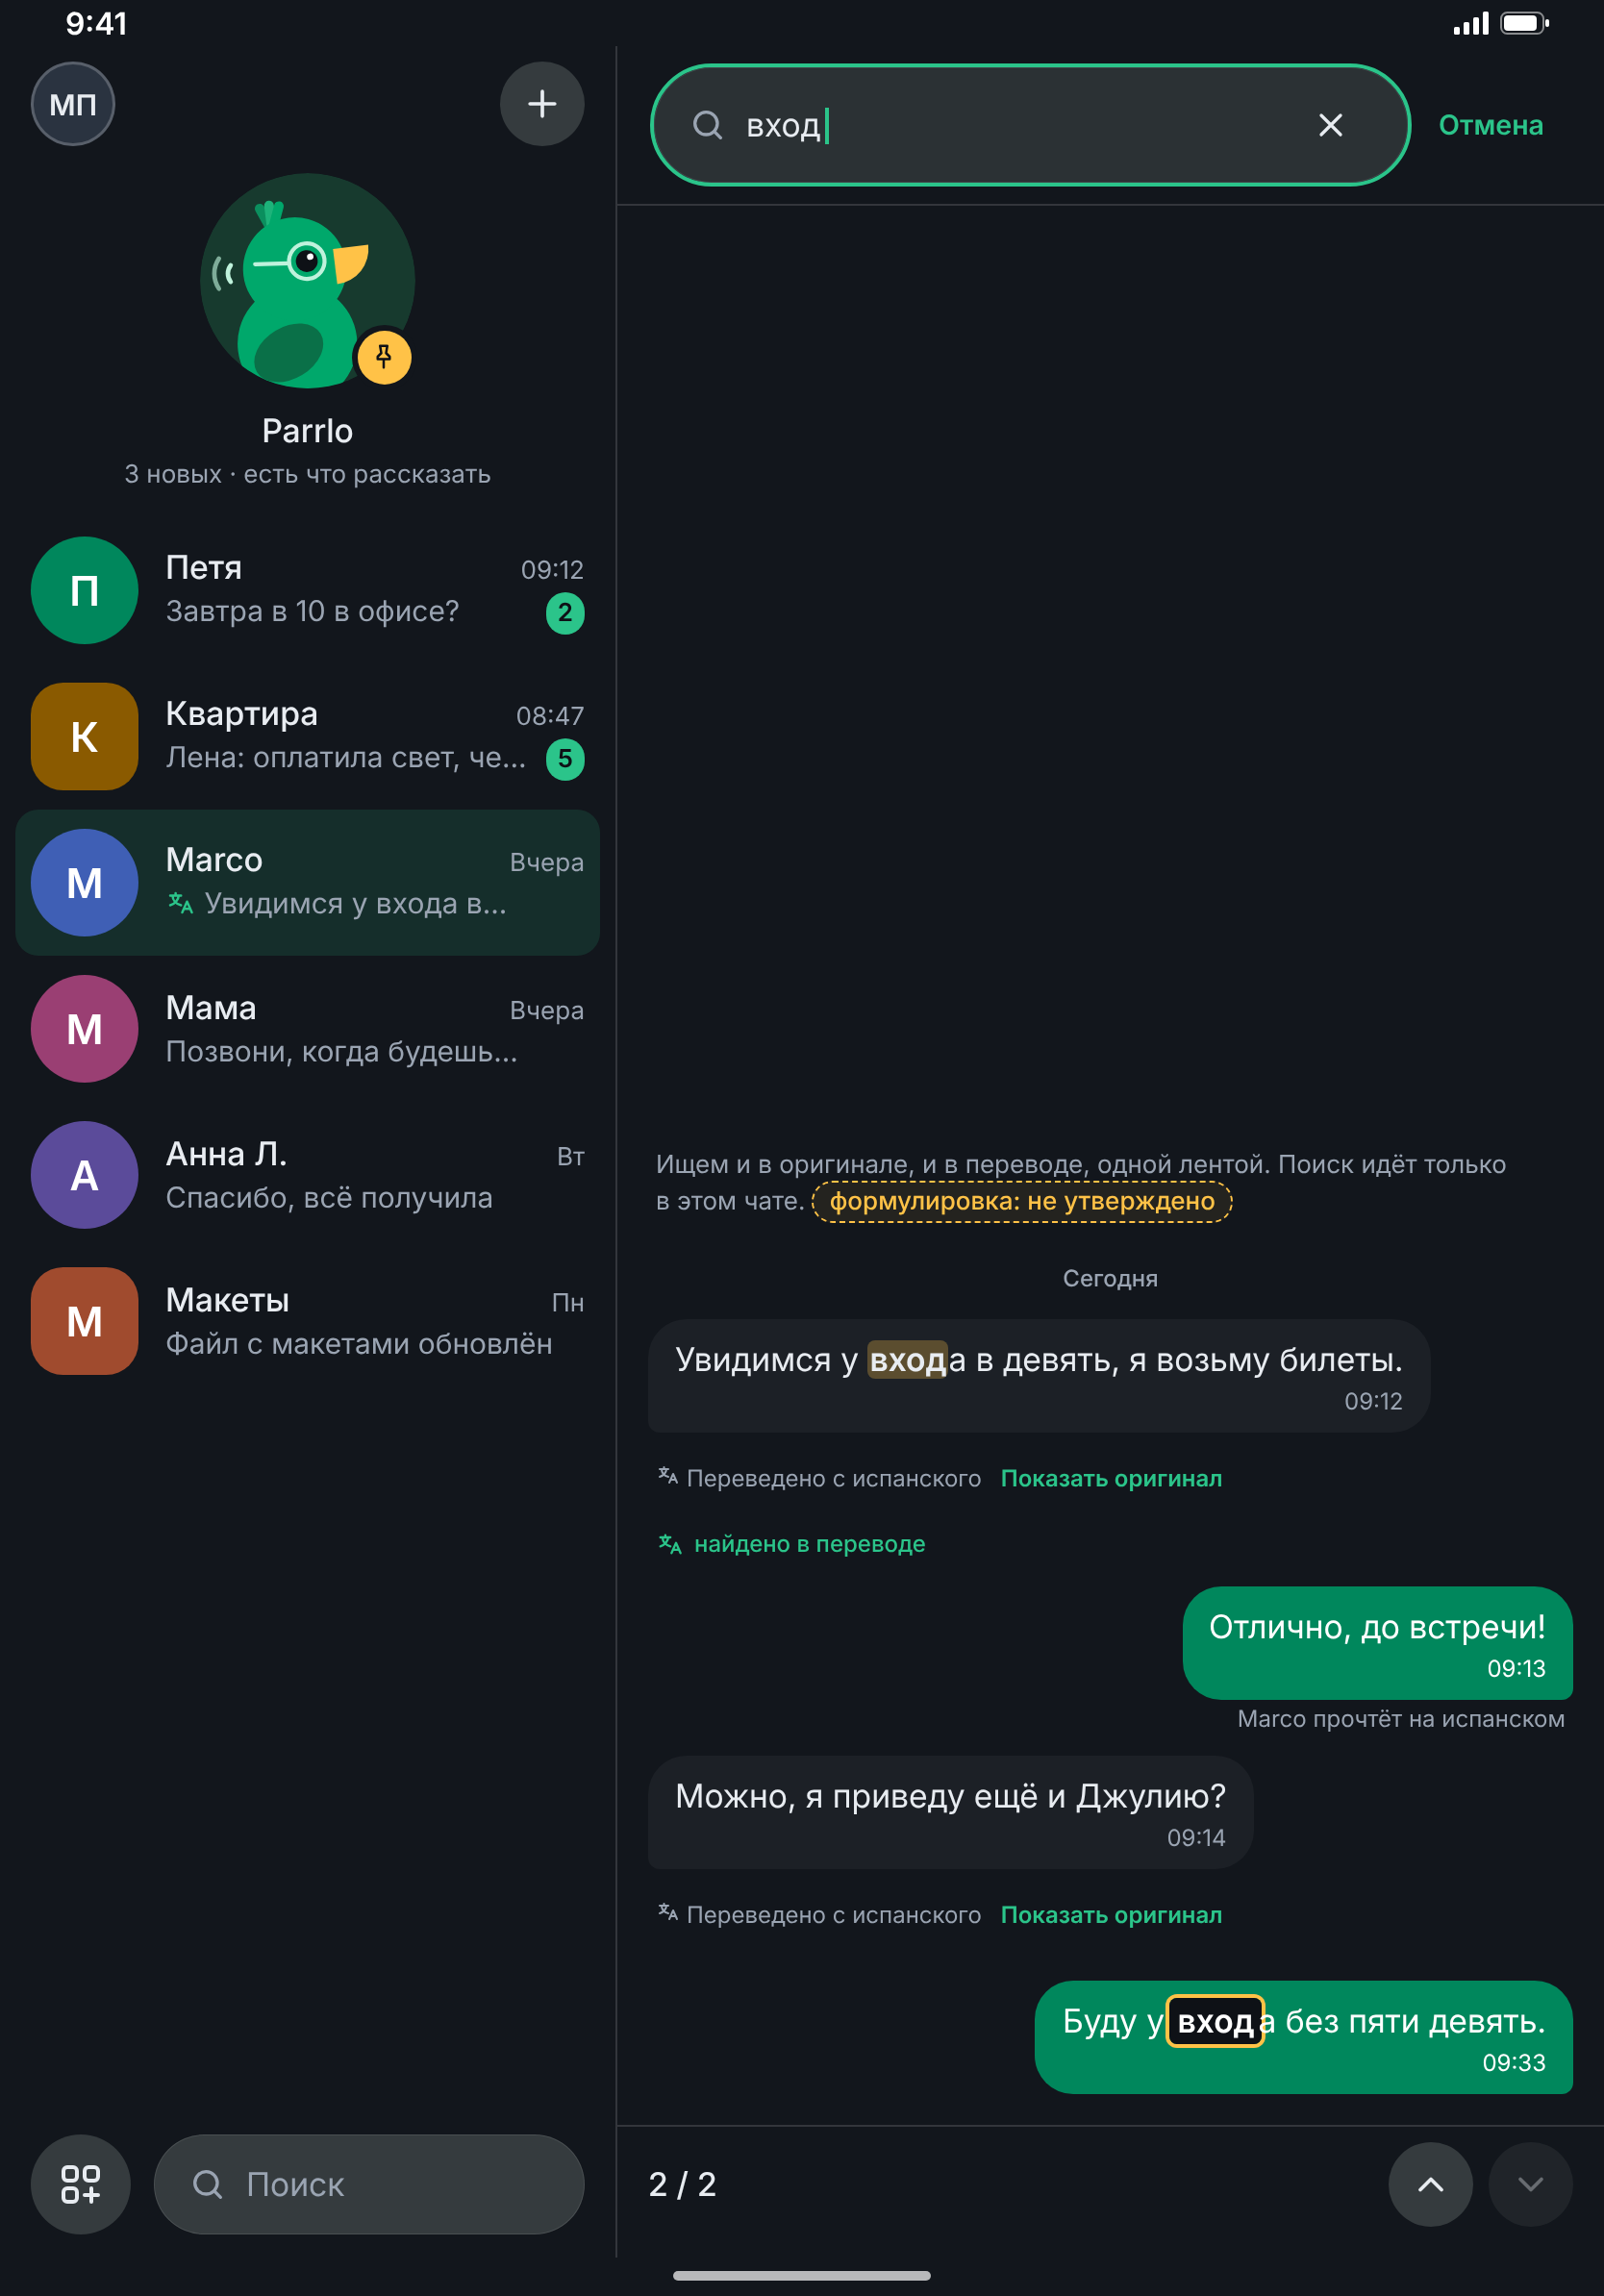 9:41
МП
Parrlo
3 новых · есть что рассказать
П
Петя
09:12
Завтра в 10 в офисе?
2
К
Квартира
08:47
Лена: оплатила свет, че...
5
M
Marco
Вчера
Увидимся у входа в...
М
Мама
Вчера
Позвони, когда будешь...
А
Анна Л.
Вт
Спасибо, всё получила
М
Макеты
Пн
Файл с макетами обновлён
Поиск
вход
Отмена
Ищем и в оригинале, и в переводе, одной лентой. Поиск идёт только
в этом чате. формулировка: не утверждено
Сегодня
Увидимся у входа в девять, я возьму билеты.
09:12
Переведено с испанского Показать оригинал
найдено в переводе
Отлично, до встречи!
09:13
Marco прочтёт на испанском
Можно, я приведу ещё и Джулию?
09:14
Переведено с испанского Показать оригинал
Буду у входа без пяти девять.
09:33
2 / 2